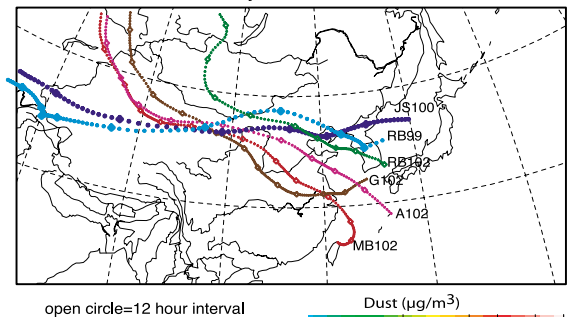 JS100
RB99
RB102
G102
A102
MB102
open circle=12 hour interval
Dust (µg/m³)